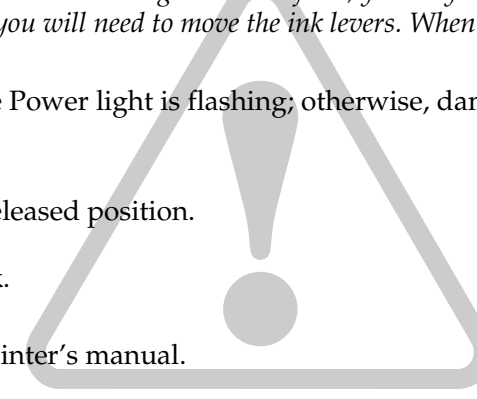 you will need to move the ink levers. When
Power light is flashing; otherwise, dar
eleased position.
inter's manual.